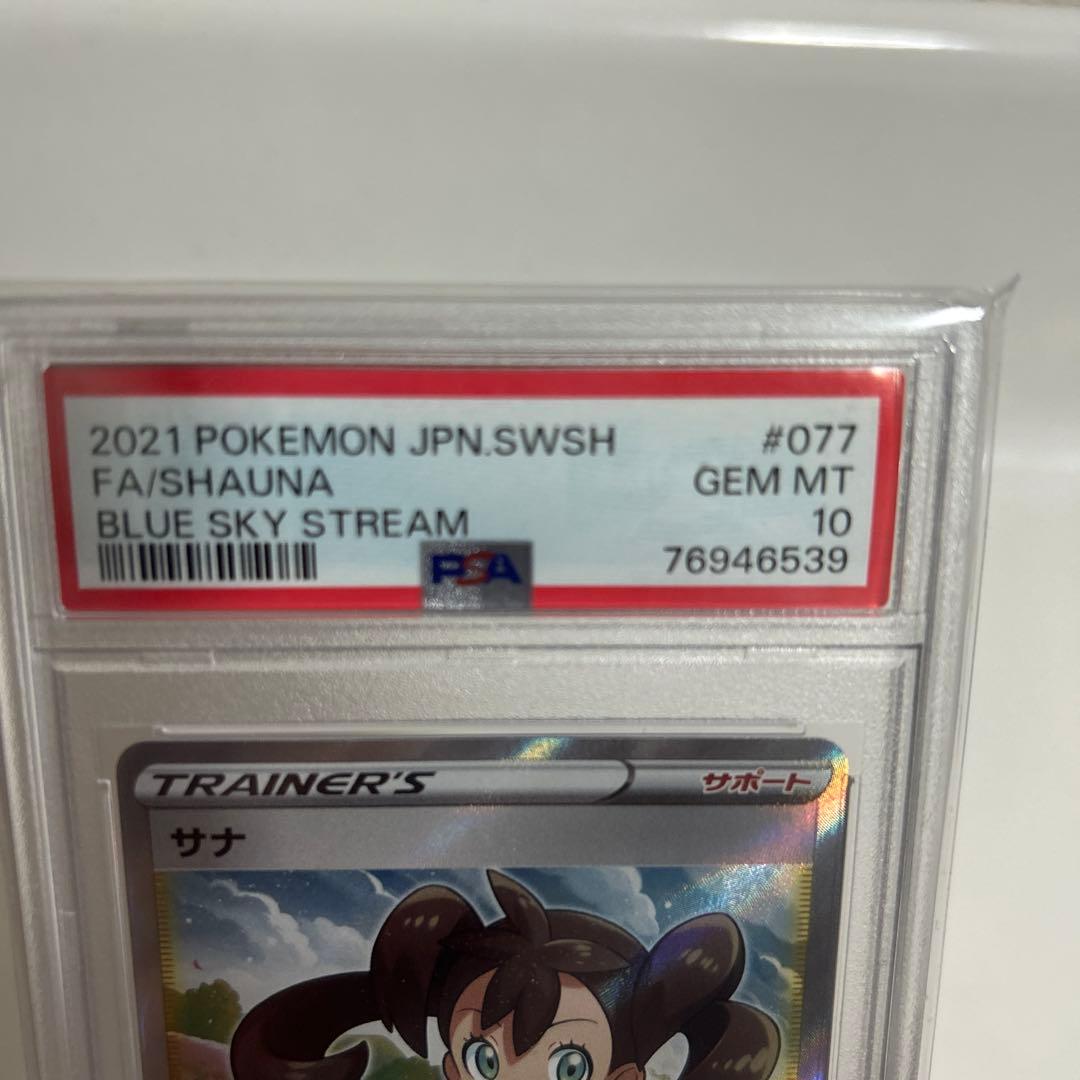 2021 POKEMON JPN.SWSH #077
FA/SHAUNA GEM MT
BLUE SKY STREAM 10
PSA 76946539
TRAINER'S サポート
サナ